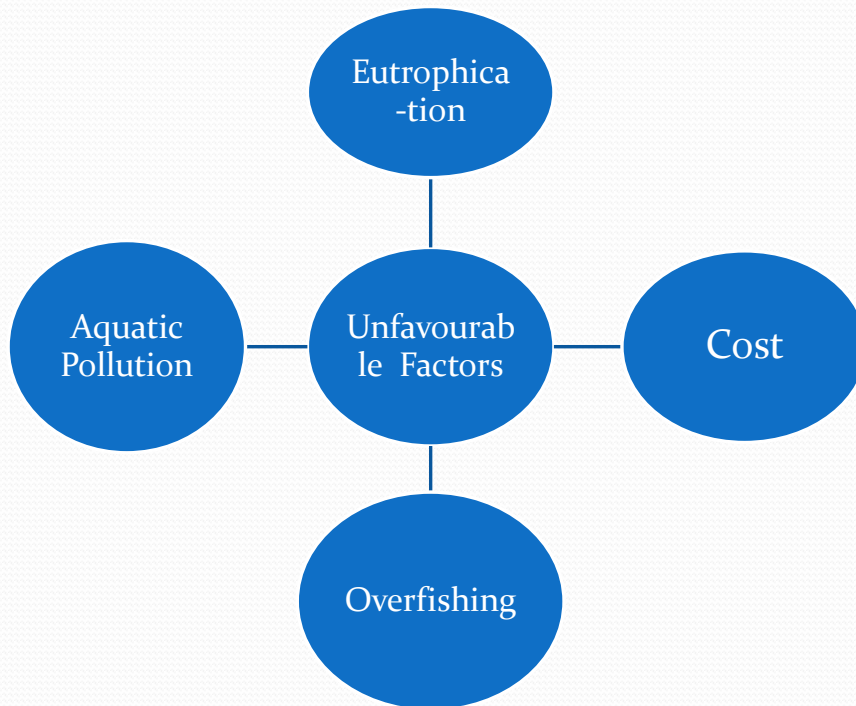 Eutrophica
-tion
Aquatic
Pollution
Unfavourab
le Factors
Cost
Overfishing